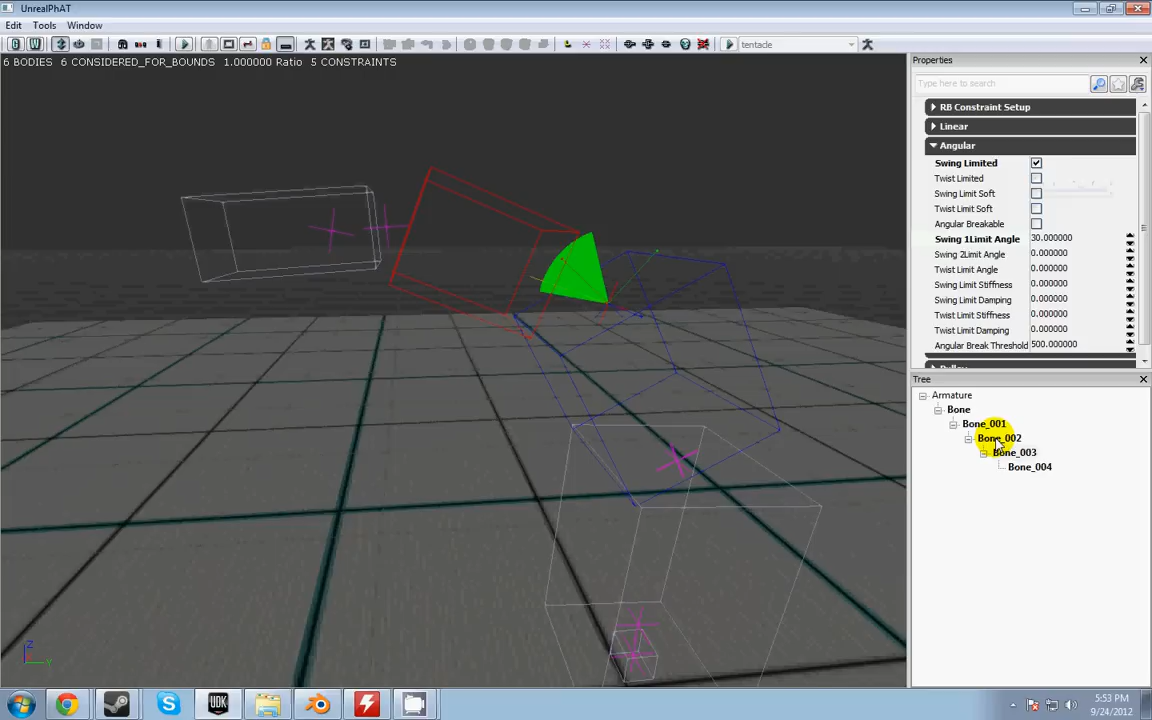 UnrealPhAT
Edit Tools Window
tentacle
6 BODIES 6 CONSIDERED_FOR_BOUNDS 1.000000 Ratio 5 CONSTRAINTS
Properties
Type here to search
RB Constraint Setup
Linear
Angular
Swing Limited
Twist Limited
Swing Limit Soft
Twist Limit Soft
Angular Breakable
Swing 1Limit Angle 30.000000
Swing 2Limit Angle 0.000000
Twist Limit Angle 0.000000
Swing Limit Stiffness 0.000000
Swing Limit Damping 0.000000
Twist Limit Stiffness 0.000000
Twist Limit Damping 0.000000
Angular Break Threshold 500.000000
Tree
Armature
Bone
Bone_001
Bone_002
Bone_003
Bone_004
Z
Y
UDK
5:53 PM
9/24/2012